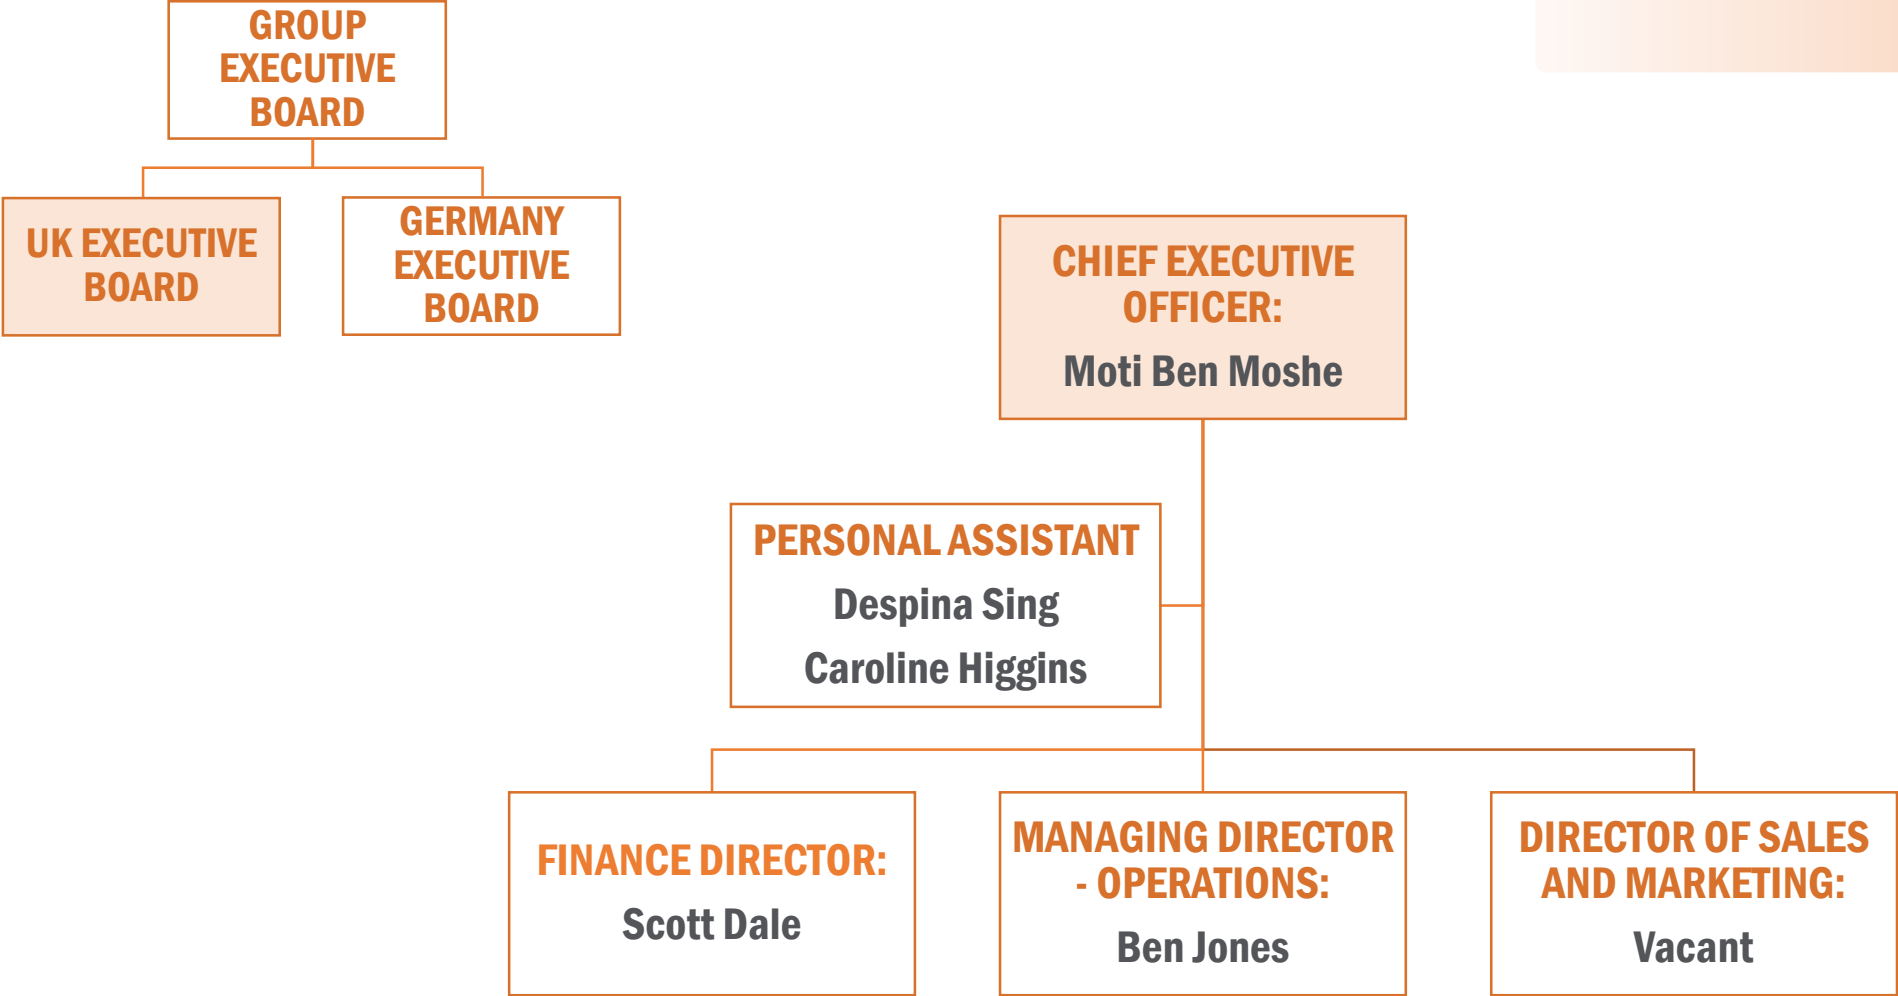 GROUP
EXECUTIVE
BOARD
UK EXECUTIVE
BOARD
GERMANY
EXECUTIVE
BOARD
CHIEF EXECUTIVE
OFFICER:
Moti Ben Moshe
PERSONAL ASSISTANT
Despina Sing
Caroline Higgins
FINANCE DIRECTOR:
Scott Dale
MANAGING DIRECTOR
- OPERATIONS:
Ben Jones
DIRECTOR OF SALES
AND MARKETING:
Vacant